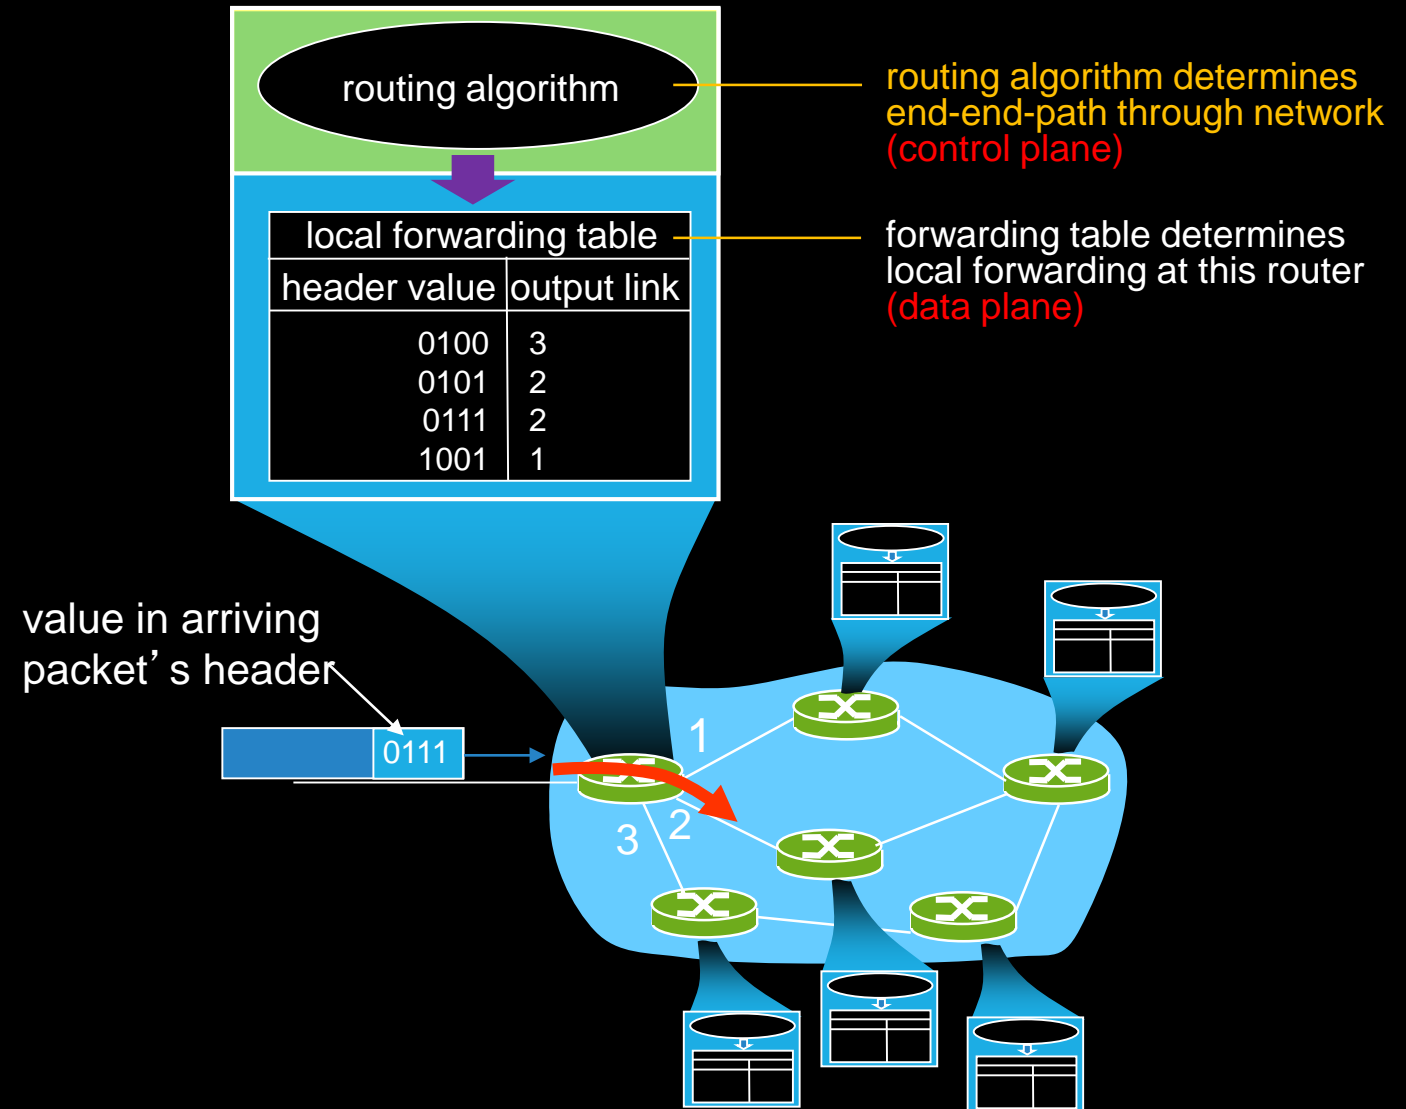 routing algorithm
routing algorithm determines
end-end-path through network
(control plane)
local forwarding table
header value output link
0100 3
0101 2
0111 2
1001 1
forwarding table determines
local forwarding at this router
(data plane)
value in arriving
packet’s header
0111
1
2
3